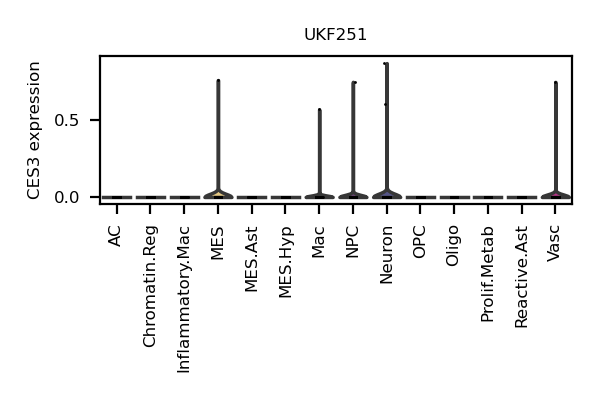 UKF251
CES3 expression
0.5
0.0
AC
Chromatin.Reg
Inflammatory.Mac
MES
MES.Ast
MES.Hyp
Mac
NPC
Neuron
OPC
Oligo
Prolif.Metab
Reactive.Ast
Vasc